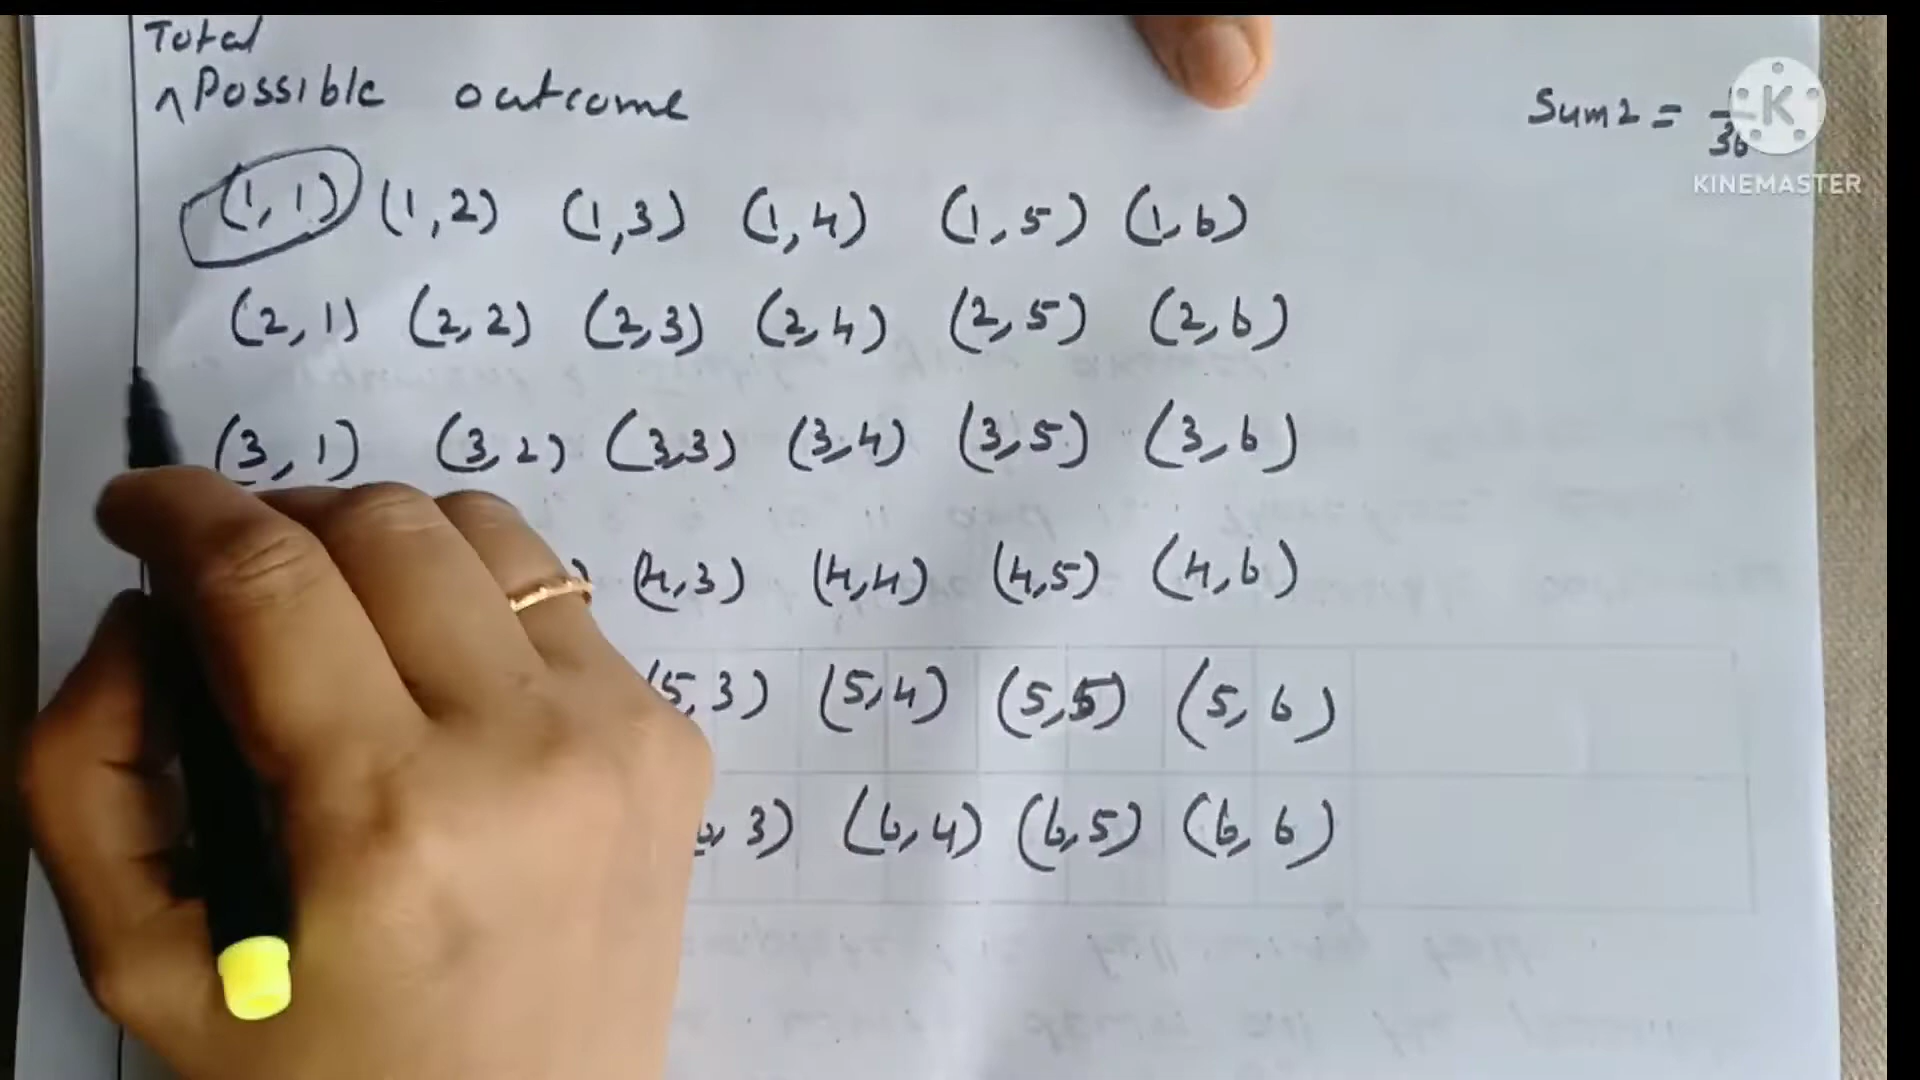 Total
^ Possible outcome
Sum 2 = 1/36
K
KINEMASTER
(1, 1) (1, 2) (1, 3) (1, 4) (1, 5) (1, 6)
(2, 1) (2, 2) (2, 3) (2, 4) (2, 5) (2, 6)
(3, 1) (3, 2) (3, 3) (3, 4) (3, 5) (3, 6)
(4, 3) (4, 4) (4, 5) (4, 6)
(5, 3) (5, 4) (5, 5) (5, 6)
, 3) (6, 4) (6, 5) (6, 6)